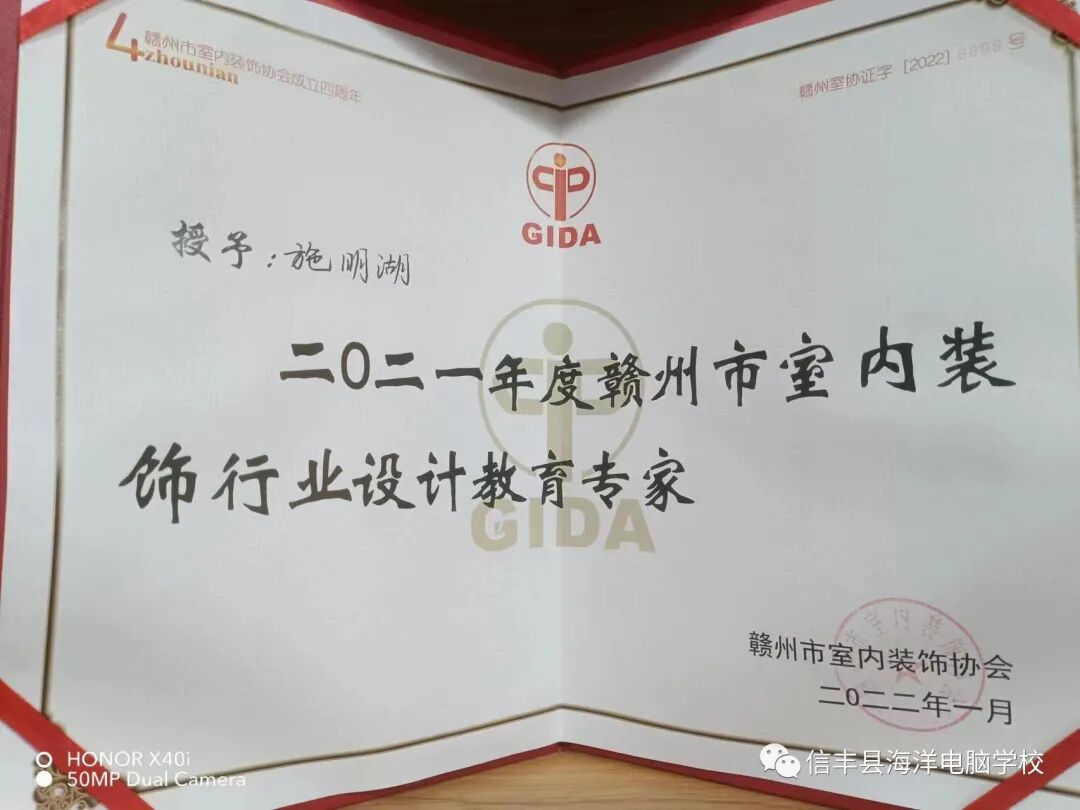 赣州市室内装饰协会成立四周年
4zhounian
赣州室协证字 [2022] 8886 号
GIDA
授予：施明湖
二〇二一年度赣州市室内装
饰行业设计教育专家
GIDA
赣州市室内装饰协会
二〇二二年一月
HONOR X40i
50MP Dual Camera
信丰县海洋电脑学校